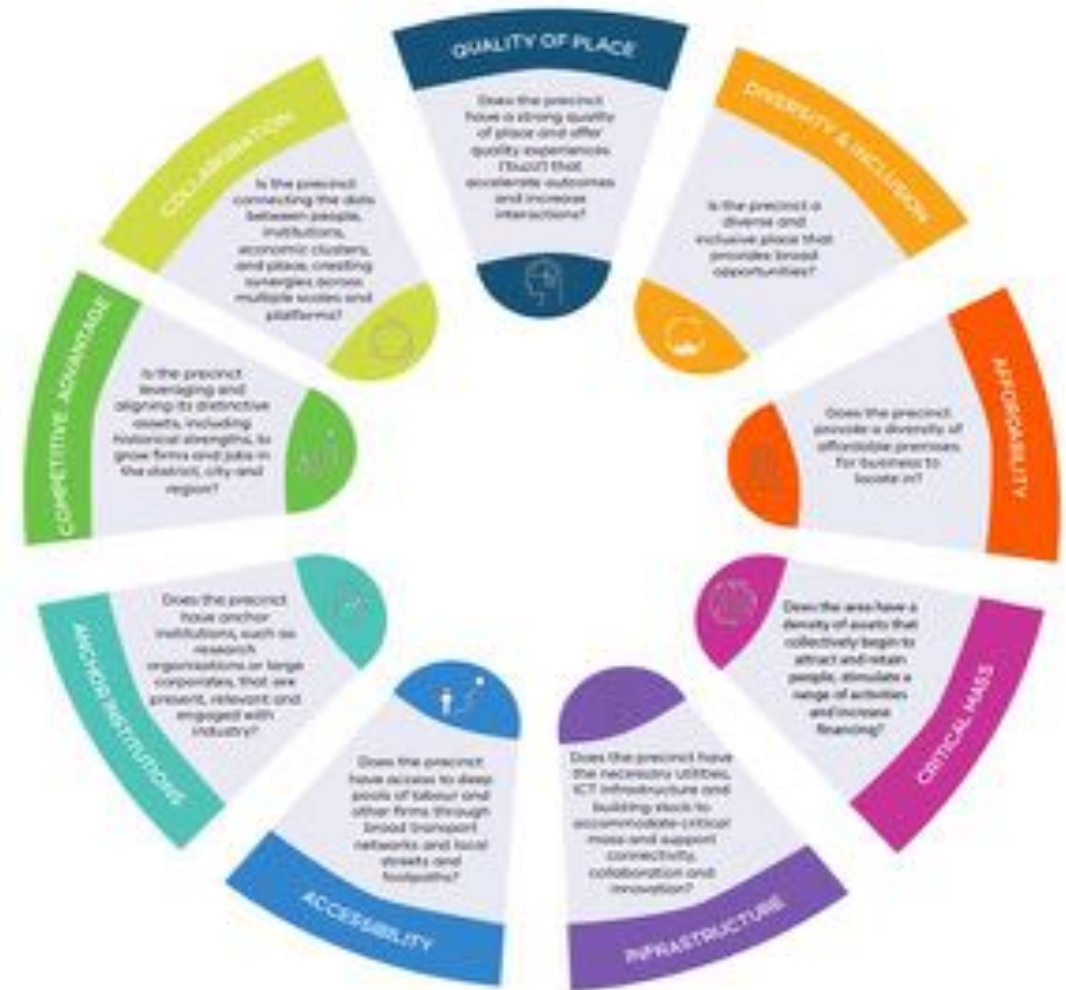 QUALITY OF PLACE
Does the precinct
have a strong quality
of place and offer
quality experiences
('buzz') that
accelerate outcomes
and increase
interactions?
DIVERSITY & INCLUSION
Is the precinct a
diverse and
inclusive place that
provides broad
opportunities?
AFFORDABILITY
Does the precinct
provide a diversity of
affordable premises
for business to
locate in?
CRITICAL MASS
Does the area have a
density of assets that
collectively begin to
attract and retain
people, stimulate a
range of activities
and increase
financing?
INFRASTRUCTURE
Does the precinct have
the necessary utilities,
ICT infrastructure and
building stock to
accommodate critical
mass and support
connectivity,
collaboration and
innovation?
ACCESSIBILITY
Does the precinct
have access to deep
pools of labour and
other firms through
broad transport
networks and local
streets and
footpaths?
ANCHOR INSTITUTIONS
Does the precinct
have anchor
institutions, such as
research
organisations or large
corporates, that are
present, relevant and
engaged with
industry?
COMPETITIVE ADVANTAGE
Is the precinct
leveraging and
aligning its distinctive
assets, including
historical strengths, to
grow firms and jobs in
the district, city and
region?
COLLABORATION
Is the precinct
connecting the dots
between people,
institutions,
economic clusters,
and place, creating
synergies across
multiple scales and
platforms?